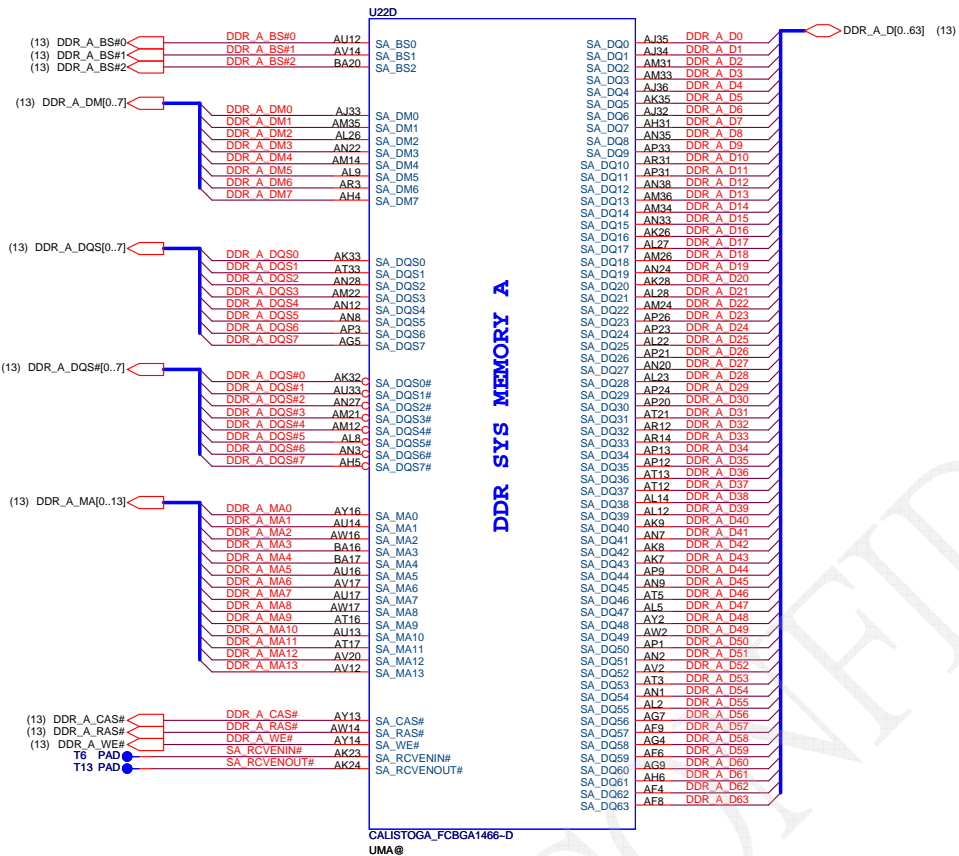 U22D
(13) DDR_A_BS#0 DDR_A_BS#0 AU12 SA_BS0
(13) DDR_A_BS#1 DDR_A_BS#1 AV14 SA_BS1
(13) DDR_A_BS#2 DDR_A_BS#2 BA20 SA_BS2
(13) DDR_A_DM[0..7]
DDR_A_DM0 AJ33 SA_DM0
DDR_A_DM1 AM35 SA_DM1
DDR_A_DM2 AL26 SA_DM2
DDR_A_DM3 AN22 SA_DM3
DDR_A_DM4 AM14 SA_DM4
DDR_A_DM5 AL9 SA_DM5
DDR_A_DM6 AR3 SA_DM6
DDR_A_DM7 AH4 SA_DM7
(13) DDR_A_DQS[0..7]
DDR_A_DQS0 AK33 SA_DQS0
DDR_A_DQS1 AT33 SA_DQS1
DDR_A_DQS2 AN28 SA_DQS2
DDR_A_DQS3 AM22 SA_DQS3
DDR_A_DQS4 AN12 SA_DQS4
DDR_A_DQS5 AN8 SA_DQS5
DDR_A_DQS6 AP3 SA_DQS6
DDR_A_DQS7 AG5 SA_DQS7
(13) DDR_A_DQS#[0..7]
DDR_A_DQS#0 AK32 SA_DQS0#
DDR_A_DQS#1 AU33 SA_DQS1#
DDR_A_DQS#2 AN27 SA_DQS2#
DDR_A_DQS#3 AM21 SA_DQS3#
DDR_A_DQS#4 AM12 SA_DQS4#
DDR_A_DQS#5 AL8 SA_DQS5#
DDR_A_DQS#6 AN3 SA_DQS6#
DDR_A_DQS#7 AH5 SA_DQS7#
(13) DDR_A_MA[0..13]
DDR_A_MA0 AY16 SA_MA0
DDR_A_MA1 AU14 SA_MA1
DDR_A_MA2 AW16 SA_MA2
DDR_A_MA3 BA16 SA_MA3
DDR_A_MA4 BA17 SA_MA4
DDR_A_MA5 AU16 SA_MA5
DDR_A_MA6 AV17 SA_MA6
DDR_A_MA7 AU17 SA_MA7
DDR_A_MA8 AW17 SA_MA8
DDR_A_MA9 AT16 SA_MA9
DDR_A_MA10 AU13 SA_MA10
DDR_A_MA11 AT17 SA_MA11
DDR_A_MA12 AV20 SA_MA12
DDR_A_MA13 AV12 SA_MA13
(13) DDR_A_CAS# DDR_A_CAS# AY13 SA_CAS#
(13) DDR_A_RAS# DDR_A_RAS# AW14 SA_RAS#
(13) DDR_A_WE# DDR_A_WE# AY14 SA_WE#
T6 PAD SA_RCVENIN# AK23 SA_RCVENIN#
T13 PAD SA_RCVENOUT# AK24 SA_RCVENOUT#
DDR SYS MEMORY A
DDR_A_D[0..63] (13)
SA_DQ0 AJ35 DDR_A_D0
SA_DQ1 AJ34 DDR_A_D1
SA_DQ2 AM31 DDR_A_D2
SA_DQ3 AM33 DDR_A_D3
SA_DQ4 AJ36 DDR_A_D4
SA_DQ5 AK35 DDR_A_D5
SA_DQ6 AJ32 DDR_A_D6
SA_DQ7 AH31 DDR_A_D7
SA_DQ8 AN35 DDR_A_D8
SA_DQ9 AP33 DDR_A_D9
SA_DQ10 AR31 DDR_A_D10
SA_DQ11 AP31 DDR_A_D11
SA_DQ12 AN38 DDR_A_D12
SA_DQ13 AM36 DDR_A_D13
SA_DQ14 AM34 DDR_A_D14
SA_DQ15 AN33 DDR_A_D15
SA_DQ16 AK26 DDR_A_D16
SA_DQ17 AL27 DDR_A_D17
SA_DQ18 AM26 DDR_A_D18
SA_DQ19 AN24 DDR_A_D19
SA_DQ20 AK28 DDR_A_D20
SA_DQ21 AL28 DDR_A_D21
SA_DQ22 AM24 DDR_A_D22
SA_DQ23 AP26 DDR_A_D23
SA_DQ24 AP23 DDR_A_D24
SA_DQ25 AL22 DDR_A_D25
SA_DQ26 AP21 DDR_A_D26
SA_DQ27 AN20 DDR_A_D27
SA_DQ28 AL23 DDR_A_D28
SA_DQ29 AP24 DDR_A_D29
SA_DQ30 AP20 DDR_A_D30
SA_DQ31 AT21 DDR_A_D31
SA_DQ32 AR12 DDR_A_D32
SA_DQ33 AR14 DDR_A_D33
SA_DQ34 AP13 DDR_A_D34
SA_DQ35 AP12 DDR_A_D35
SA_DQ36 AT13 DDR_A_D36
SA_DQ37 AT12 DDR_A_D37
SA_DQ38 AL14 DDR_A_D38
SA_DQ39 AL12 DDR_A_D39
SA_DQ40 AK9 DDR_A_D40
SA_DQ41 AN7 DDR_A_D41
SA_DQ42 AK8 DDR_A_D42
SA_DQ43 AK7 DDR_A_D43
SA_DQ44 AP9 DDR_A_D44
SA_DQ45 AN9 DDR_A_D45
SA_DQ46 AT5 DDR_A_D46
SA_DQ47 AL5 DDR_A_D47
SA_DQ48 AY2 DDR_A_D48
SA_DQ49 AW2 DDR_A_D49
SA_DQ50 AP1 DDR_A_D50
SA_DQ51 AN2 DDR_A_D51
SA_DQ52 AV2 DDR_A_D52
SA_DQ53 AT3 DDR_A_D53
SA_DQ54 AN1 DDR_A_D54
SA_DQ55 AL2 DDR_A_D55
SA_DQ56 AG7 DDR_A_D56
SA_DQ57 AF9 DDR_A_D57
SA_DQ58 AG4 DDR_A_D58
SA_DQ59 AF6 DDR_A_D59
SA_DQ60 AG9 DDR_A_D60
SA_DQ61 AH6 DDR_A_D61
SA_DQ62 AF4 DDR_A_D62
SA_DQ63 AF8 DDR_A_D63
CALISTOGA_FCBGA1466~D
UMA@